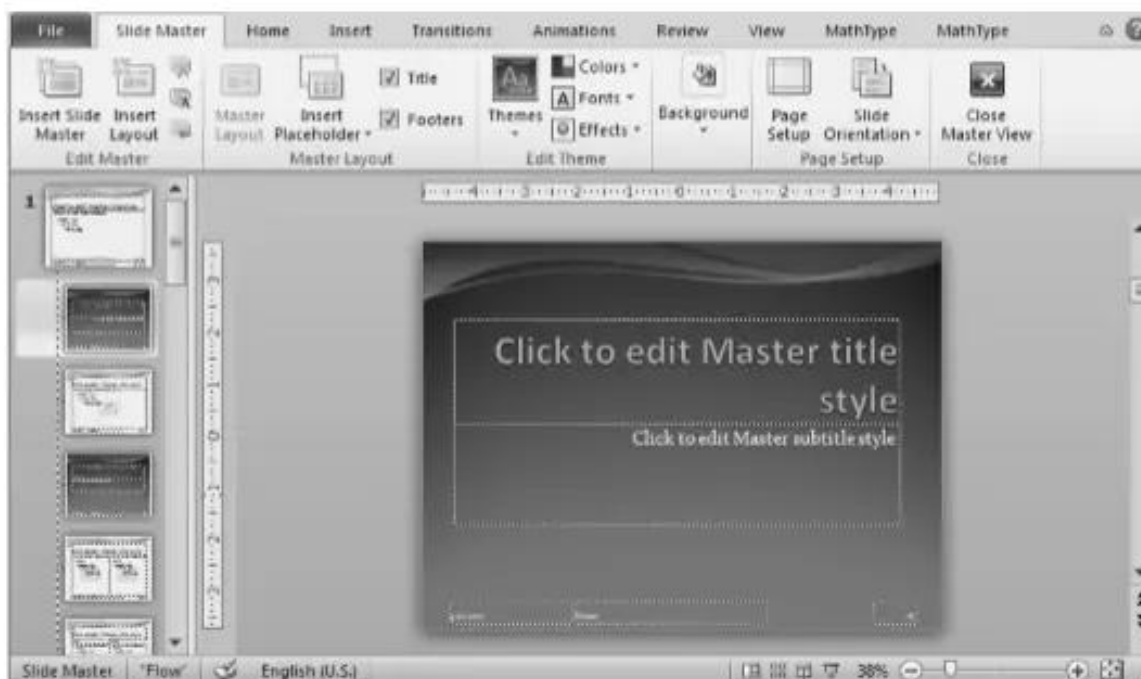 File Slide Master Home Insert Transitions Animations Review View MathType MathType
Insert Slide Master
Insert Layout
Edit Master
Master Layout
Insert Placeholder
Title
Footers
Master Layout
Themes
Colors
Fonts
Effects
Edit Theme
Background
Page Setup
Slide Orientation
Page Setup
Close Master View
Close
1
Click to edit Master title
style
Click to edit Master subtitle style
Slide Master "Flow" English (U.S.) 38%